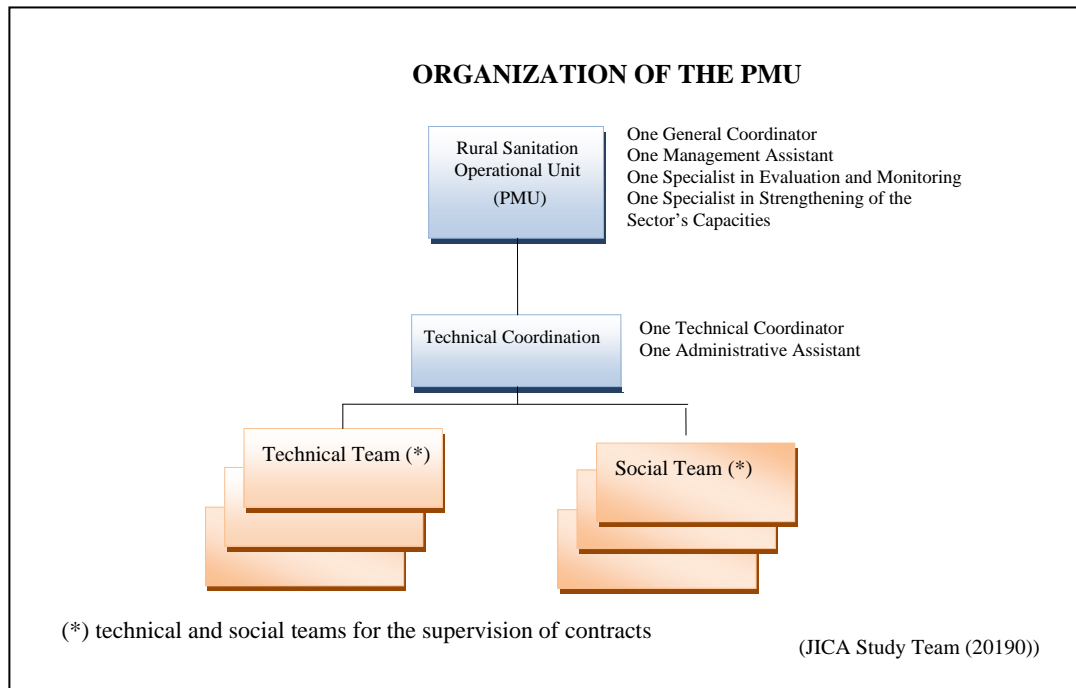 ORGANIZATION OF THE PMU
Rural Sanitation
Operational Unit
(PMU)
One General Coordinator
One Management Assistant
One Specialist in Evaluation and Monitoring
One Specialist in Strengthening of the
Sector’s Capacities
Technical Coordination
One Technical Coordinator
One Administrative Assistant
Technical Team (*)
Social Team (*)
(*) technical and social teams for the supervision of contracts
(JICA Study Team (20190))